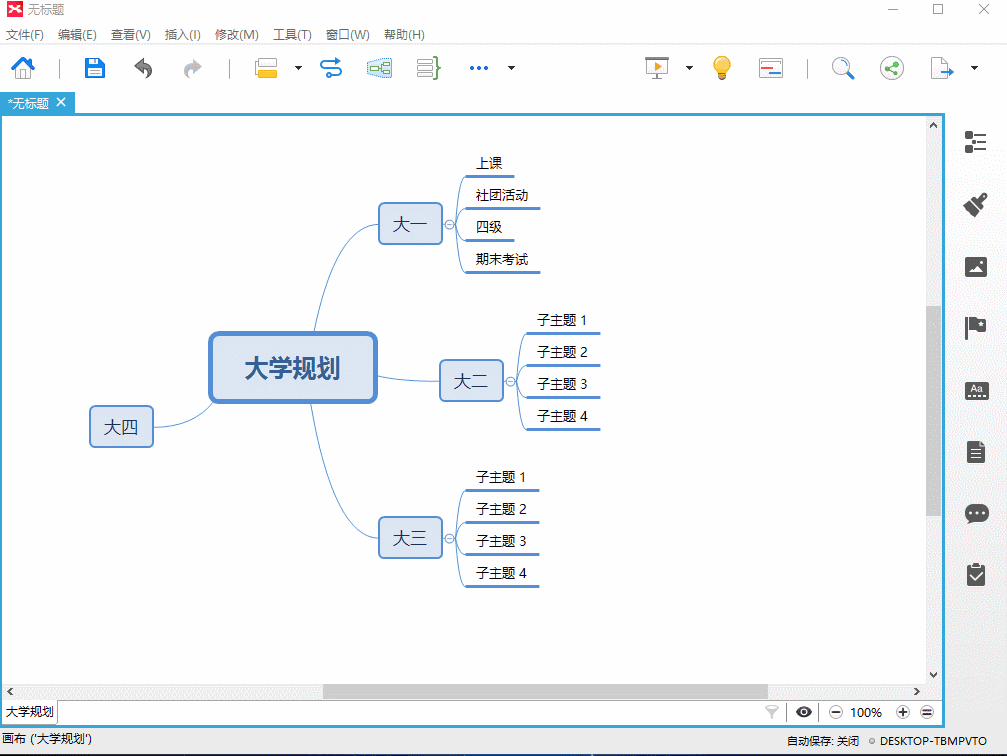 无标题
文件(F) 编辑(E) 查看(V) 插入(I) 修改(M) 工具(T) 窗口(W) 帮助(H)
*无标题
上课
社团活动
大一
四级
期末考试
子主题 1
子主题 2
大学规划
大二
子主题 3
子主题 4
大四
子主题 1
子主题 2
大三
子主题 3
子主题 4
Aa
大学规划
100%
画布 ('大学规划')
自动保存: 关闭 DESKTOP-TBMPVTO